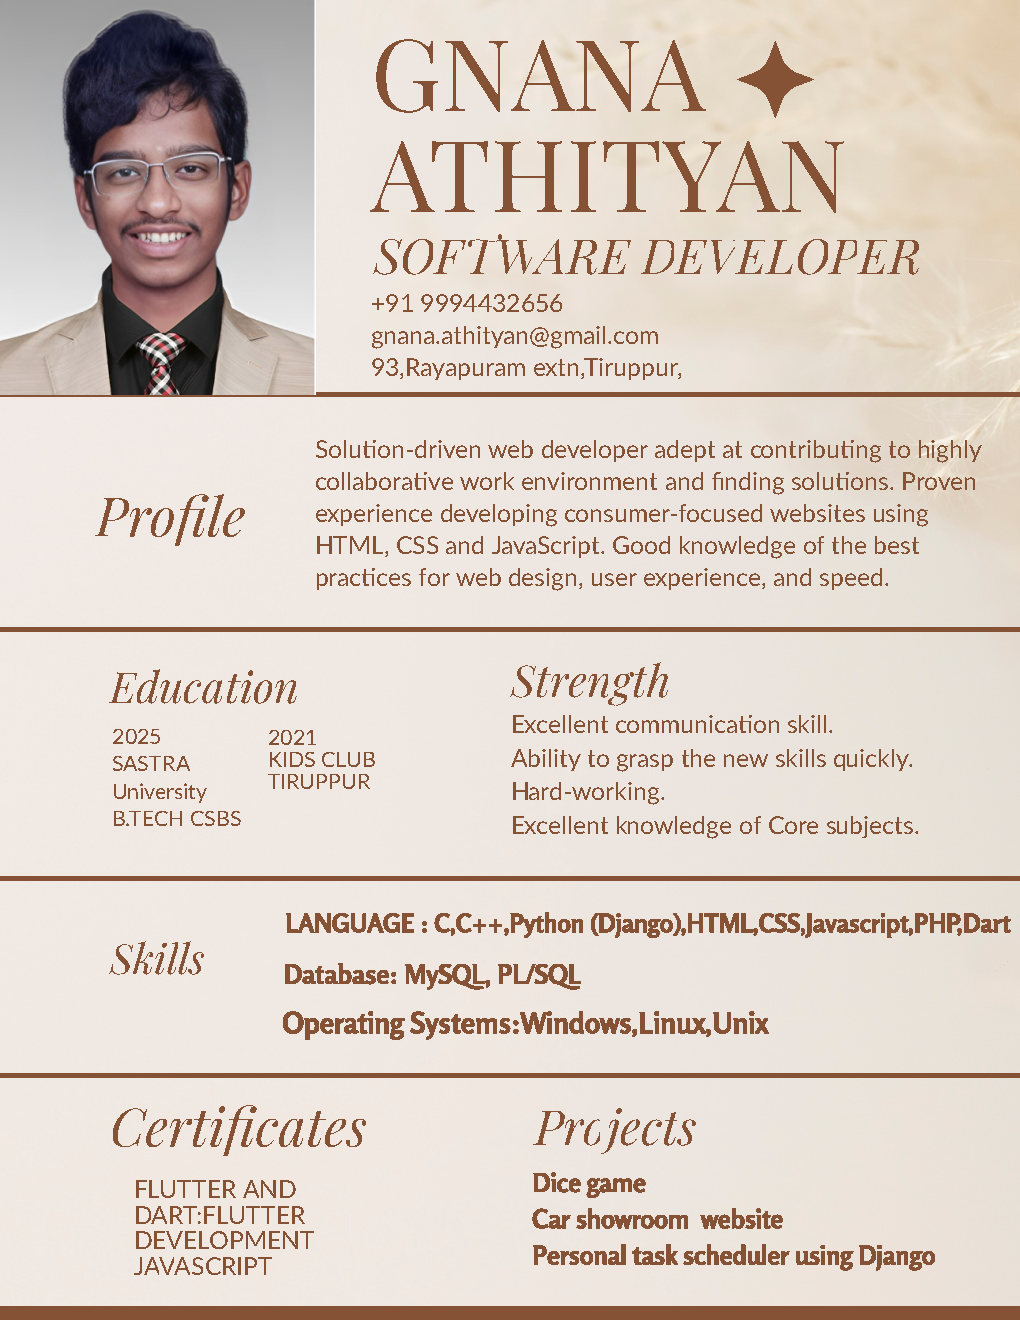 GNANA
ATHITYAN
SOFTWARE DEVELOPER
+91 9994432656
gnana.athityan@gmail.com
93,Rayapuram extn,Tiruppur,
Profile
Solution-driven web developer adept at contributing to highly
collaborative work environment and finding solutions. Proven
experience developing consumer-focused websites using
HTML, CSS and JavaScript. Good knowledge of the best
practices for web design, user experience, and speed.
Education
2025
SASTRA
University
B.TECH CSBS
2021
KIDS CLUB
TIRUPPUR
Strength
Excellent communication skill.
Ability to grasp the new skills quickly.
Hard-working.
Excellent knowledge of Core subjects.
Skills
LANGUAGE : C,C++,Python (Django),HTML,CSS,Javascript,PHP,Dart
Database: MySQL, PL/SQL
Operating Systems:Windows,Linux,Unix
Certificates
FLUTTER AND
DART:FLUTTER
DEVELOPMENT
JAVASCRIPT
Projects
Dice game
Car showroom website
Personal task scheduler using Django